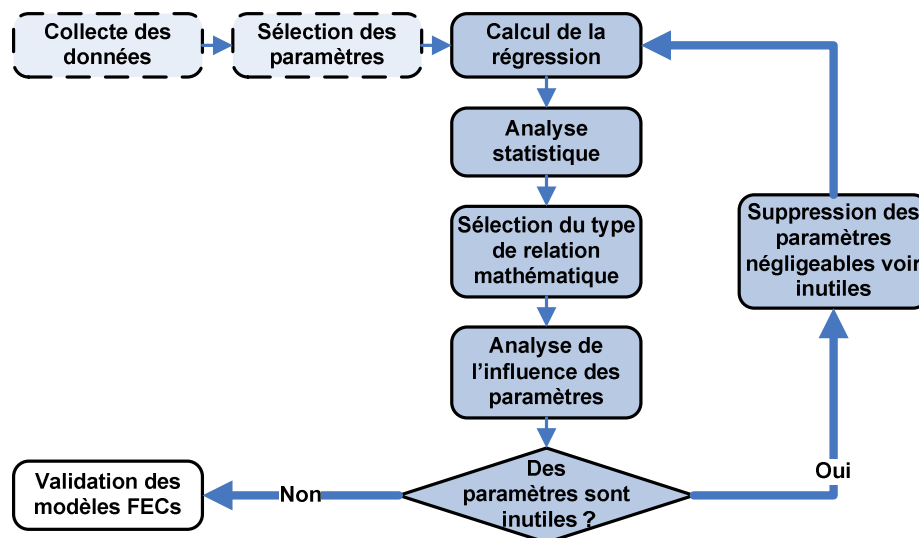 Collecte des
données
Sélection des
paramètres
Calcul de la
régression
Analyse
statistique
Sélection du type
de relation
mathématique
Suppression des
paramètres
négligeables voir
inutiles
Analyse de
l'influence des
paramètres
Des
paramètres sont
inutiles ?
Oui
Non
Validation des
modèles FECs